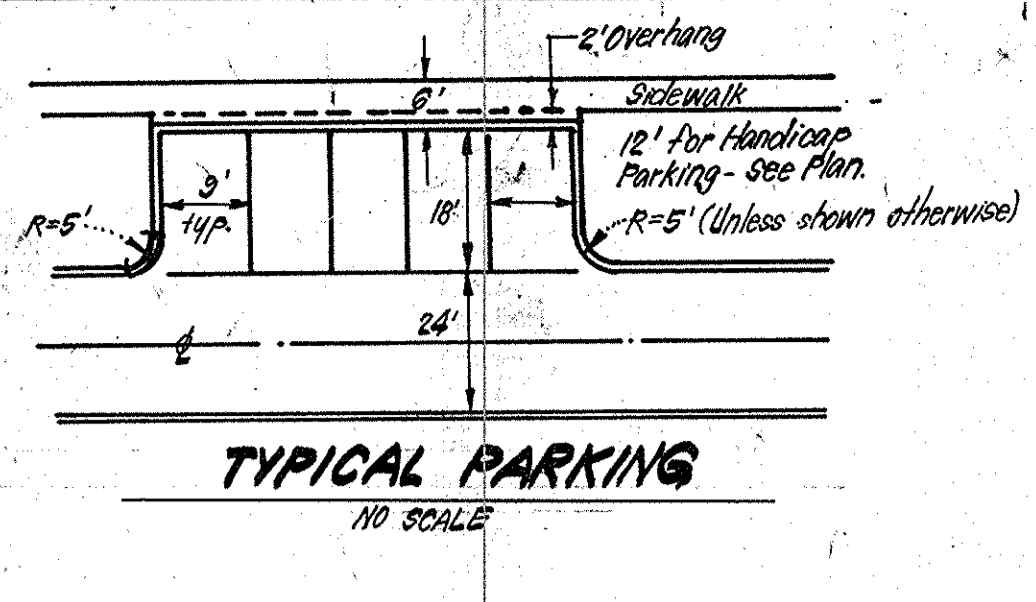 2' Overhang
6'
Sidewalk
12' for Handicap
Parking - See Plan.
9'
typ.
18'
R=5'
R=5' (Unless shown otherwise)
24'
℄
TYPICAL PARKING
NO SCALE